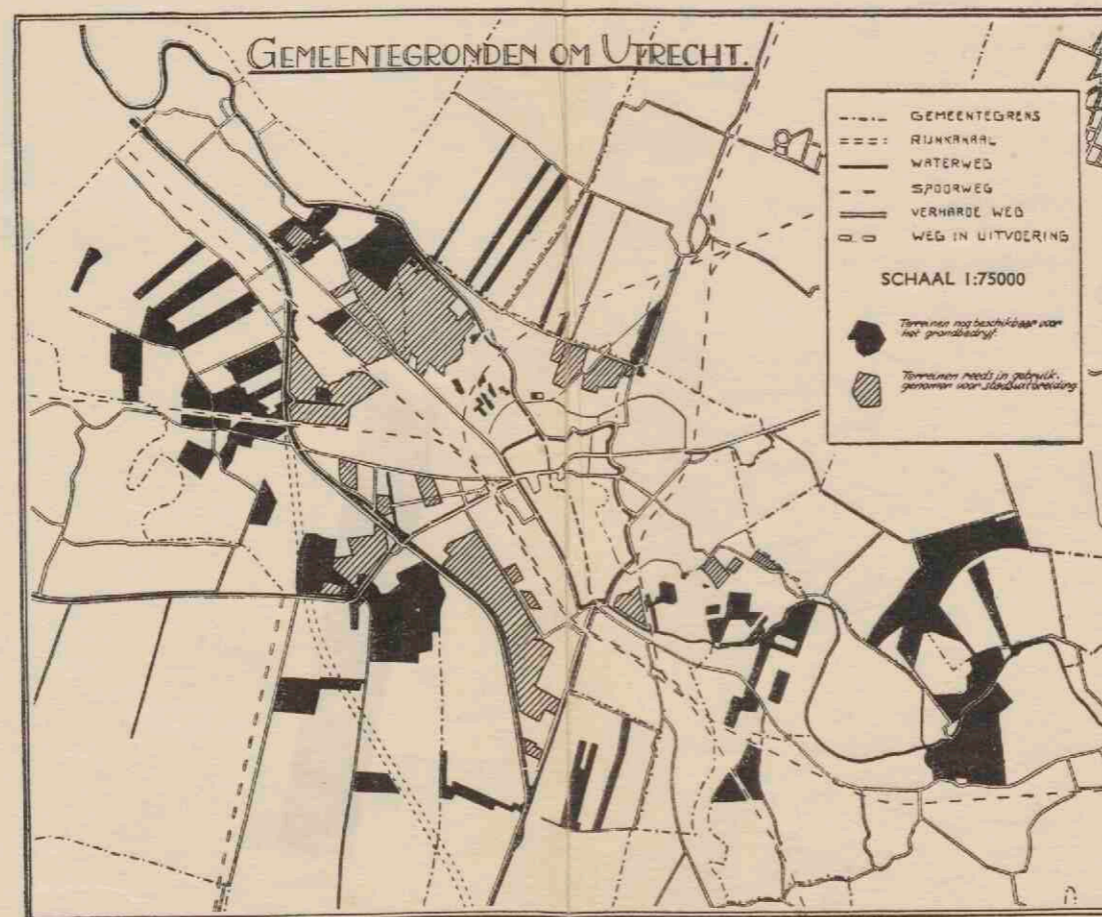 GEMEENTEGRONDEN OM UTRECHT.
GEMEENTEGRENS
RIJNKANAAL
WATERWEG
SPOORWEG
VERHARDE WEG
WEG IN UITVOERING
SCHAAL 1:75000
Terreinen nog beschikbaar voor
het grondbedrijf.
Terreinen reeds in gebruik-
genomen voor stadsuitbreiding